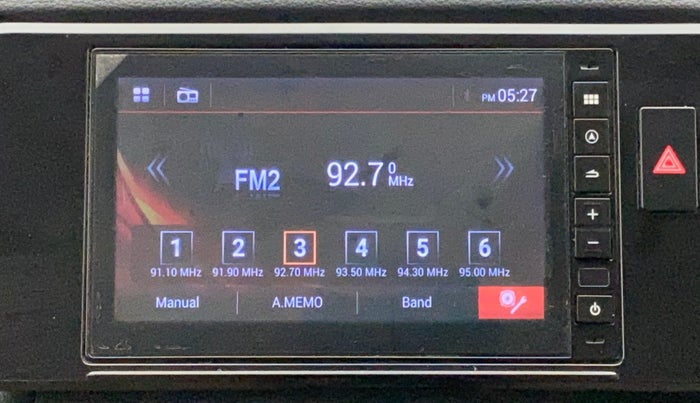 PM 05:27
FM2 92.70 MHz
1 2 3 4 5 6
91.10 MHz 91.90 MHz 92.70 MHz 93.50 MHz 94.30 MHz 95.00 MHz
Manual A.MEMO Band